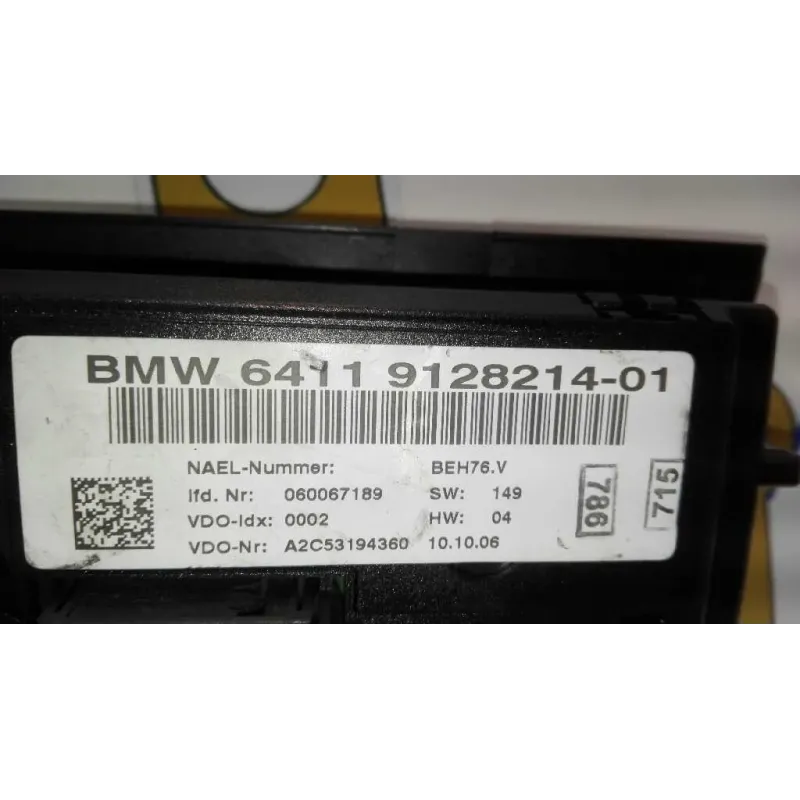 BMW 6411 9128214-01
NAEL-Nummer: BEH76.V
lfd. Nr: 060067189 SW: 149
VDO-Idx: 0002 HW: 04
VDO-Nr: A2C53194360 10.10.06
786
715